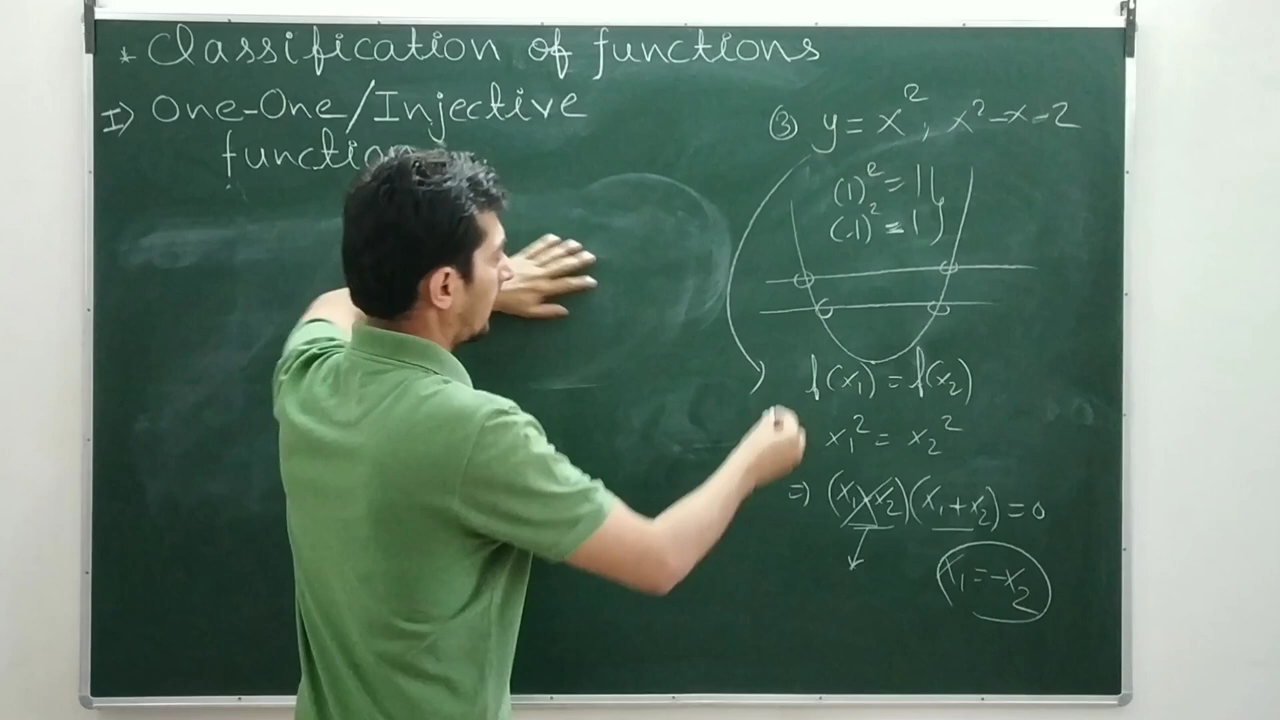 * Classification of functions
I) One-One/Injective
function
③ y = x², x²-x-2
(1)² = 1 }
(-1)² = 1 }
f(x₁) = f(x₂)
x₁² = x₂²
⇒ (x₁-x₂)(x₁+x₂) = 0
x₁ = -x₂